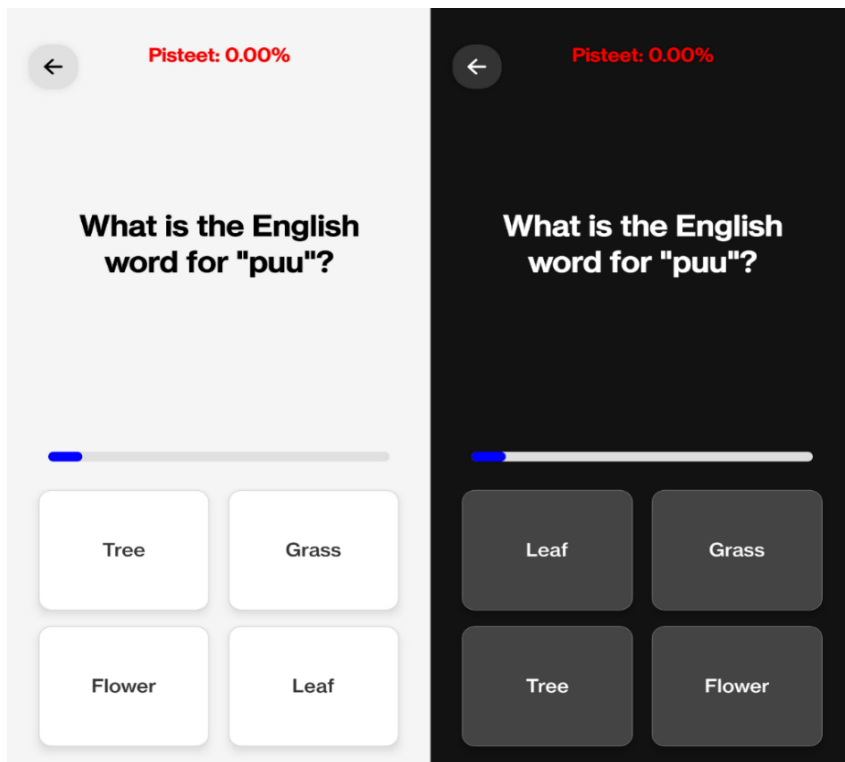 Pisteet: 0.00%
What is the English
word for "puu"?
Tree
Grass
Flower
Leaf
Pisteet: 0.00%
What is the English
word for "puu"?
Leaf
Grass
Tree
Flower